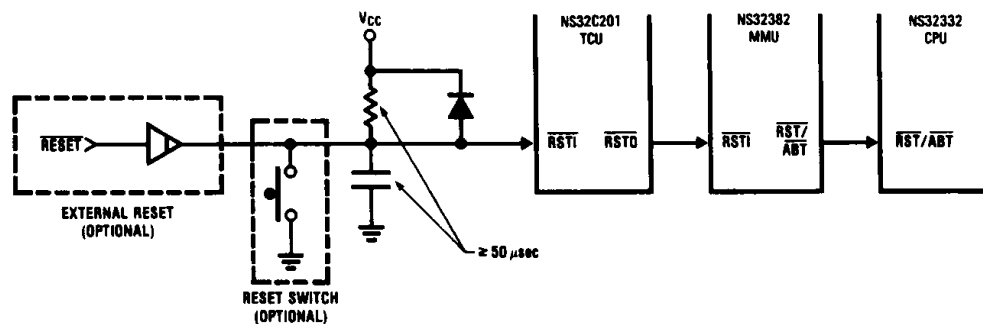 VCC
NS32C201
TCU
NS32382
MMU
NS32332
CPU
RESET
RSTI
RSTO
RSTI
RST/
ABT
RST/ABT
EXTERNAL RESET
(OPTIONAL)
≥ 50 μsec
RESET SWITCH
(OPTIONAL)